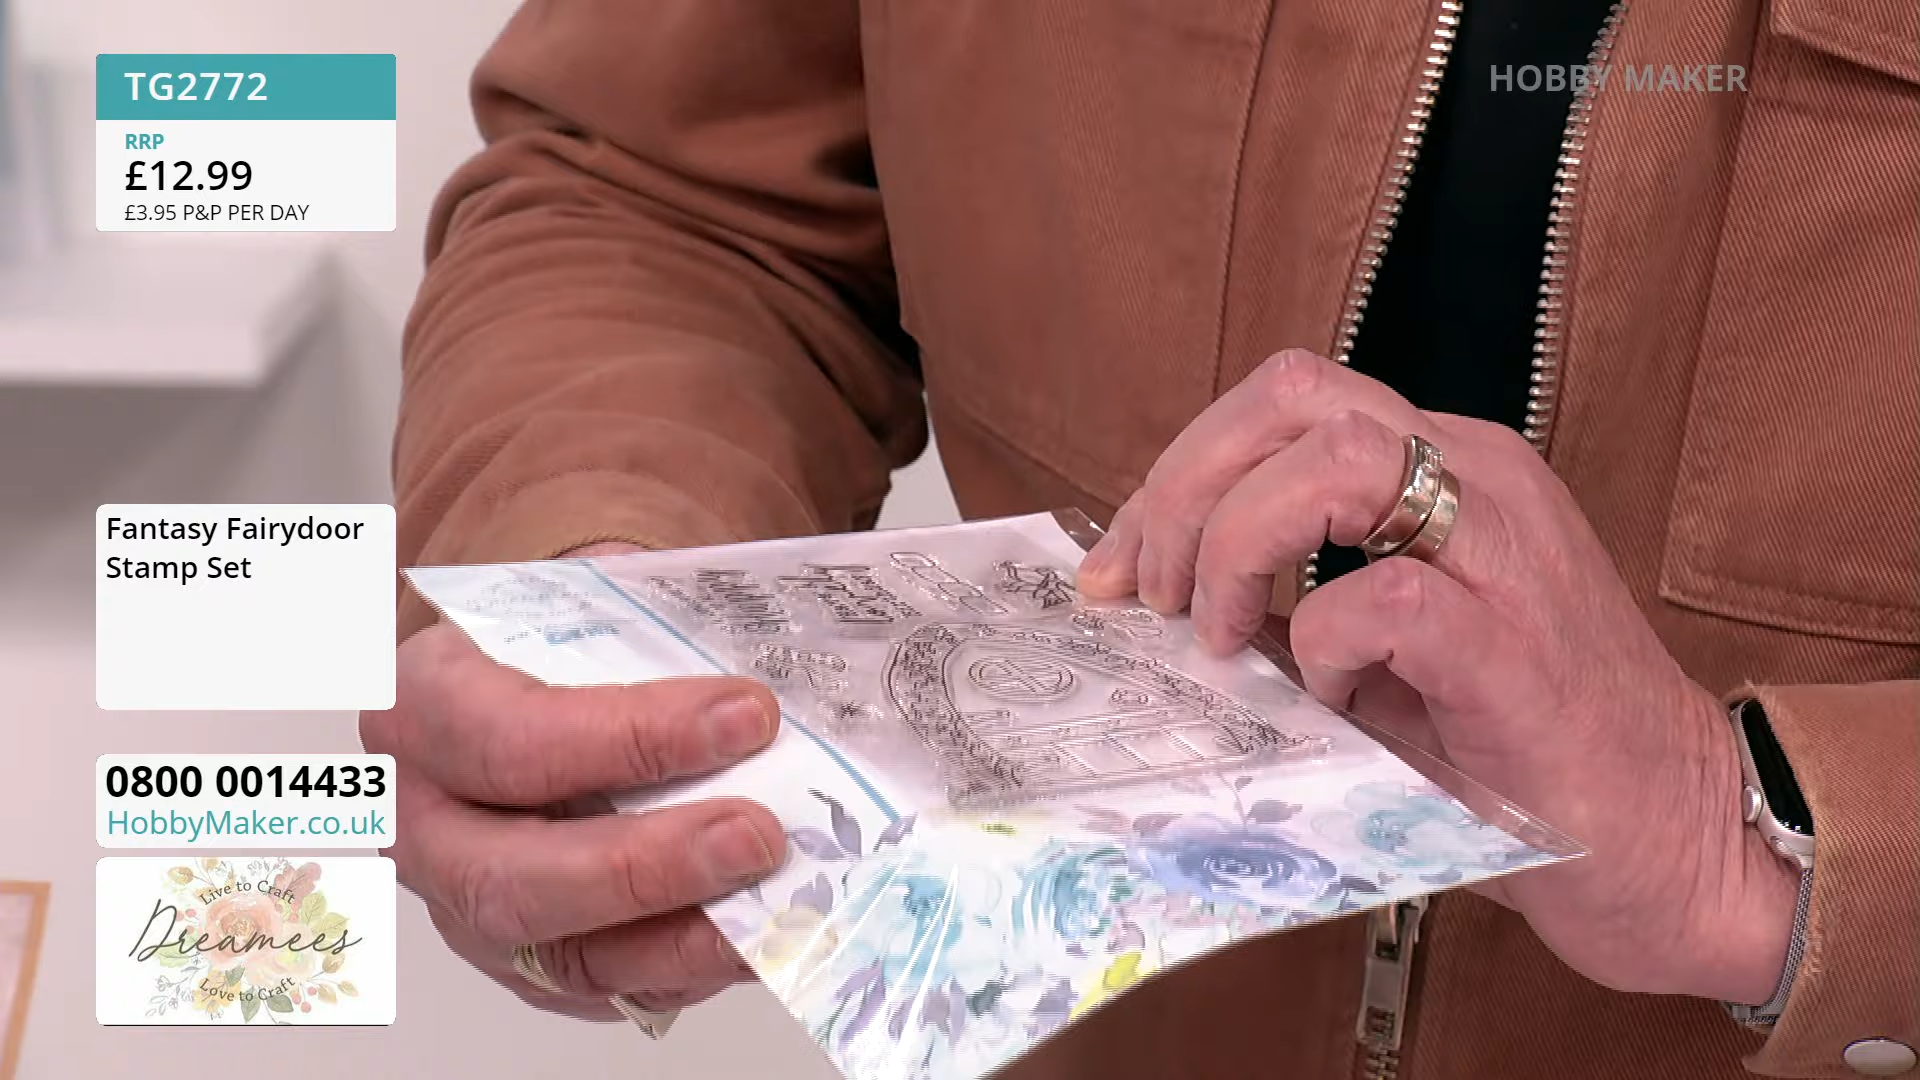 TG2772
RRP
£12.99
£3.95 P&P PER DAY
HOBBY MAKER
Fantasy Fairydoor
Stamp Set
0800 0014433
HobbyMaker.co.uk
Live to Craft
Dreamees
Love to Craft